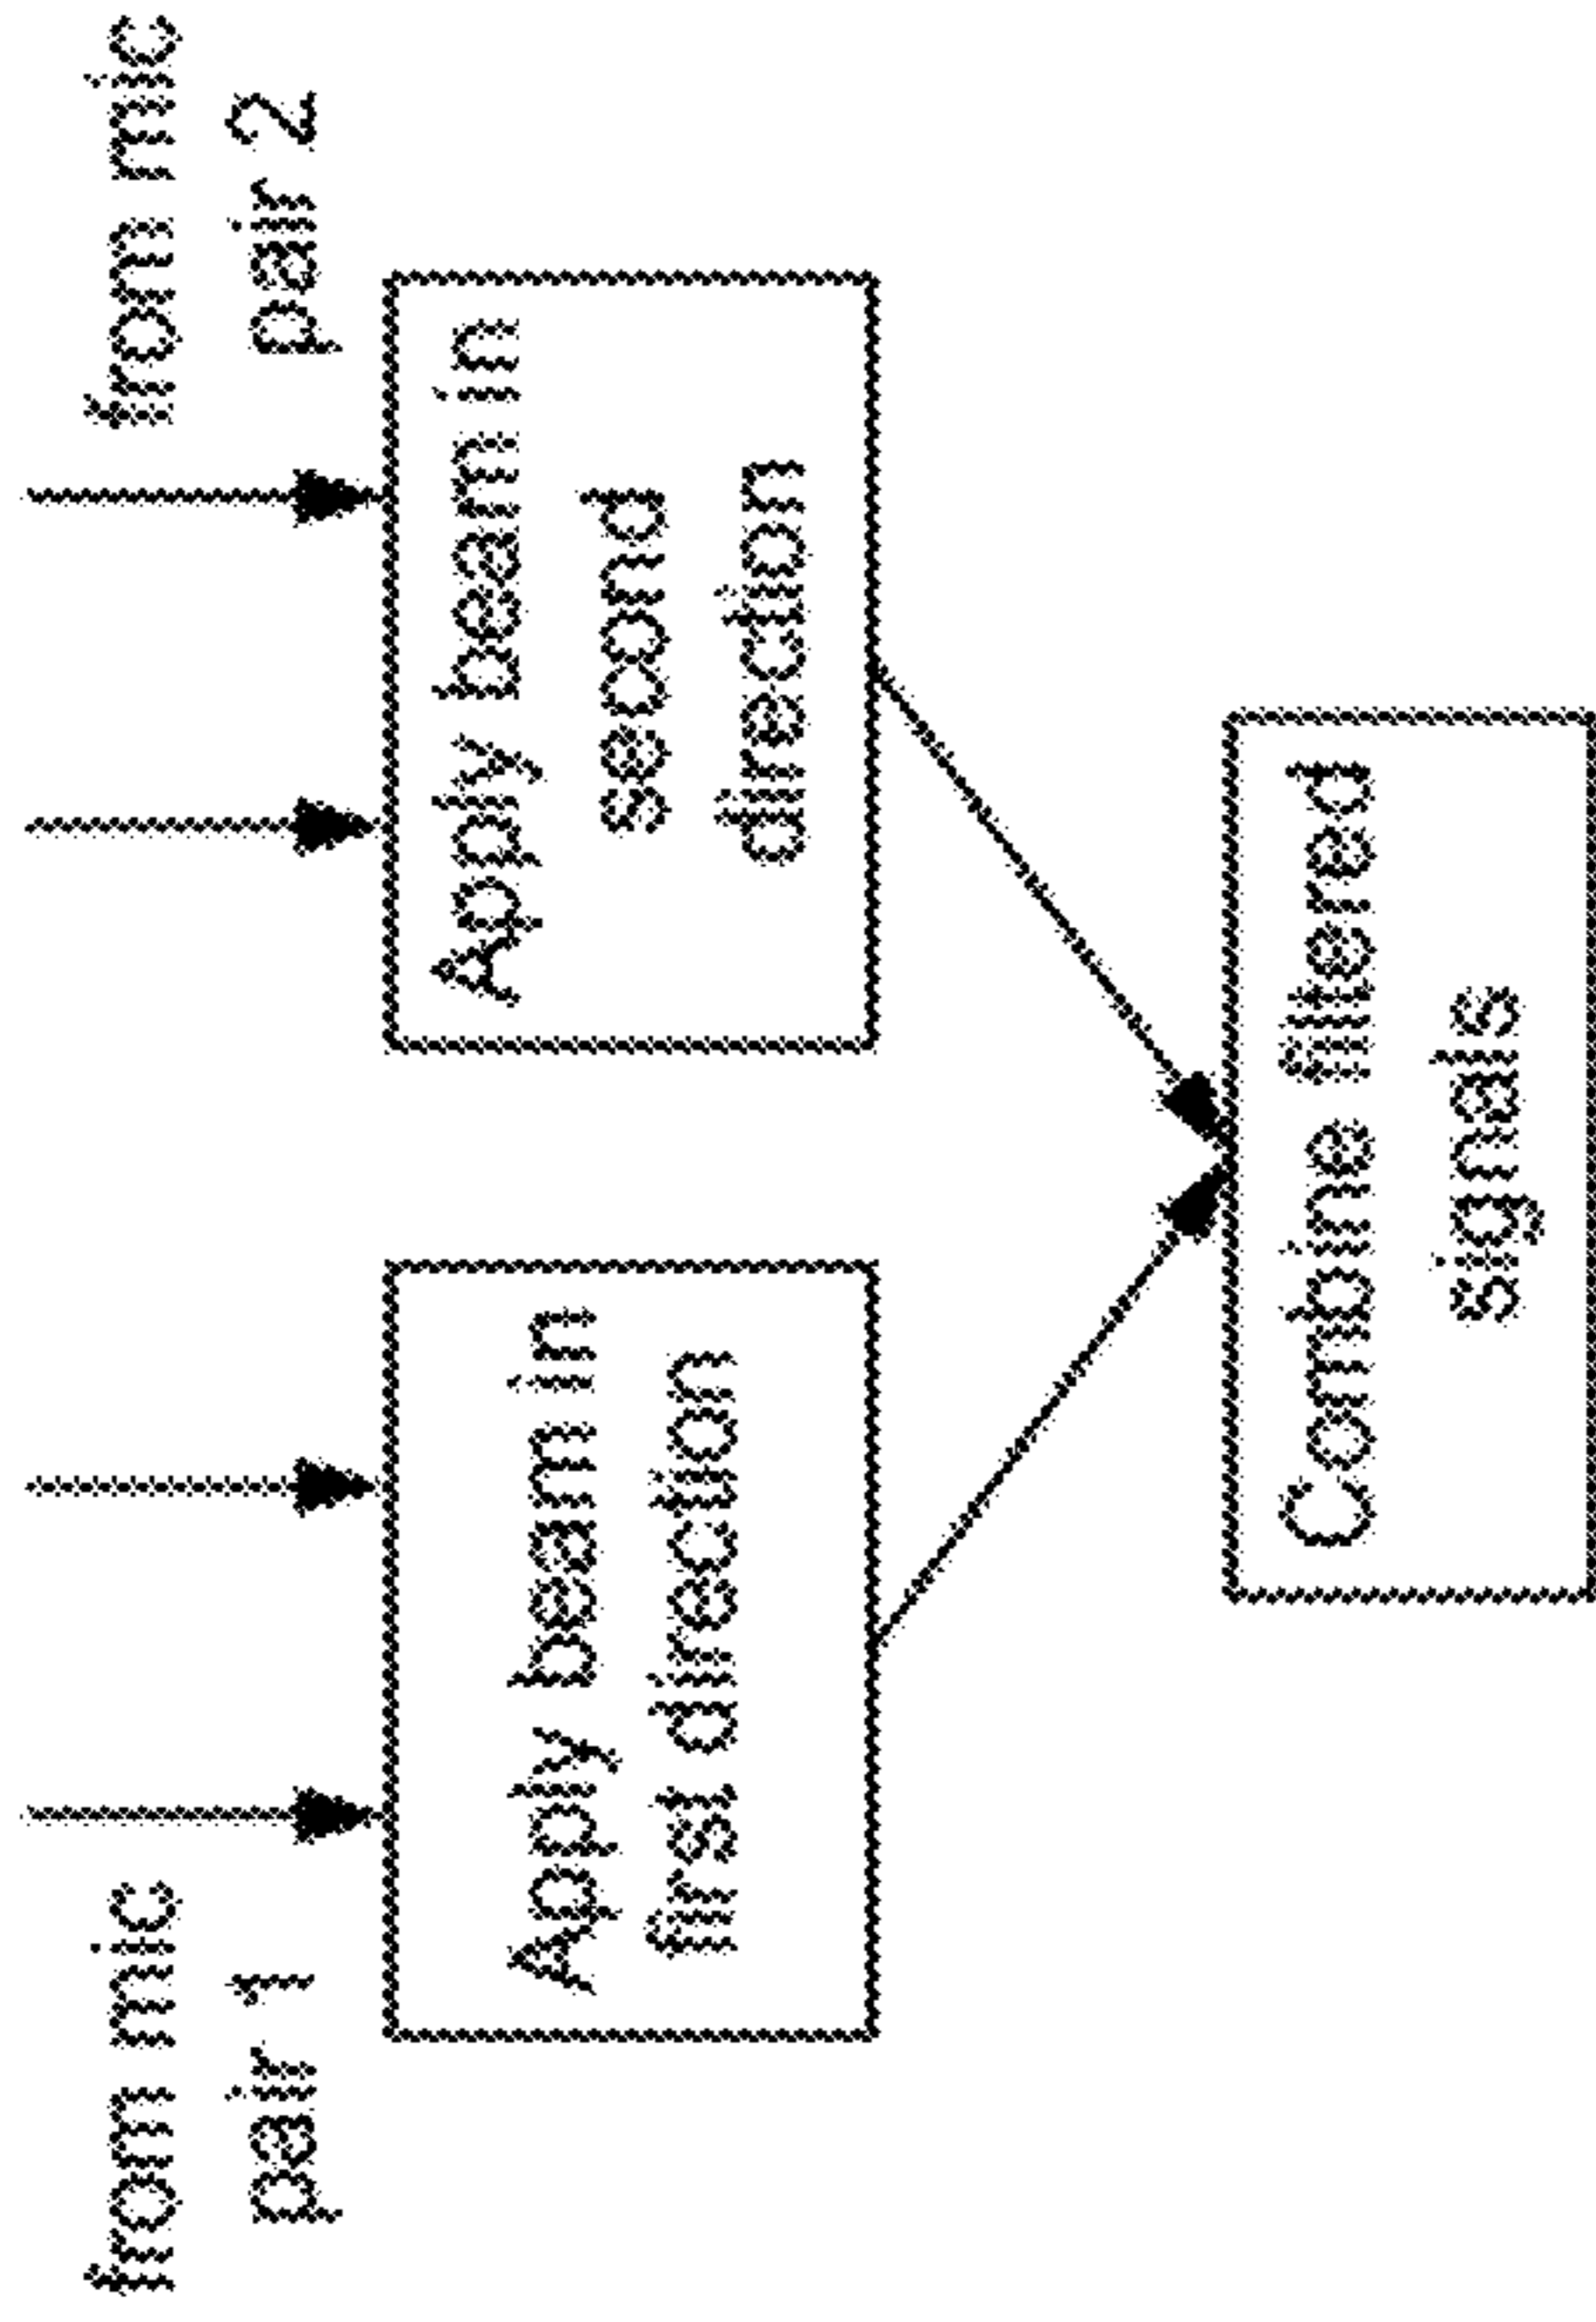 from mic
pair 1
from mic
pair 2
Apply beam in
first direction
Apply beam in
second
direction
Combine filtered
signals